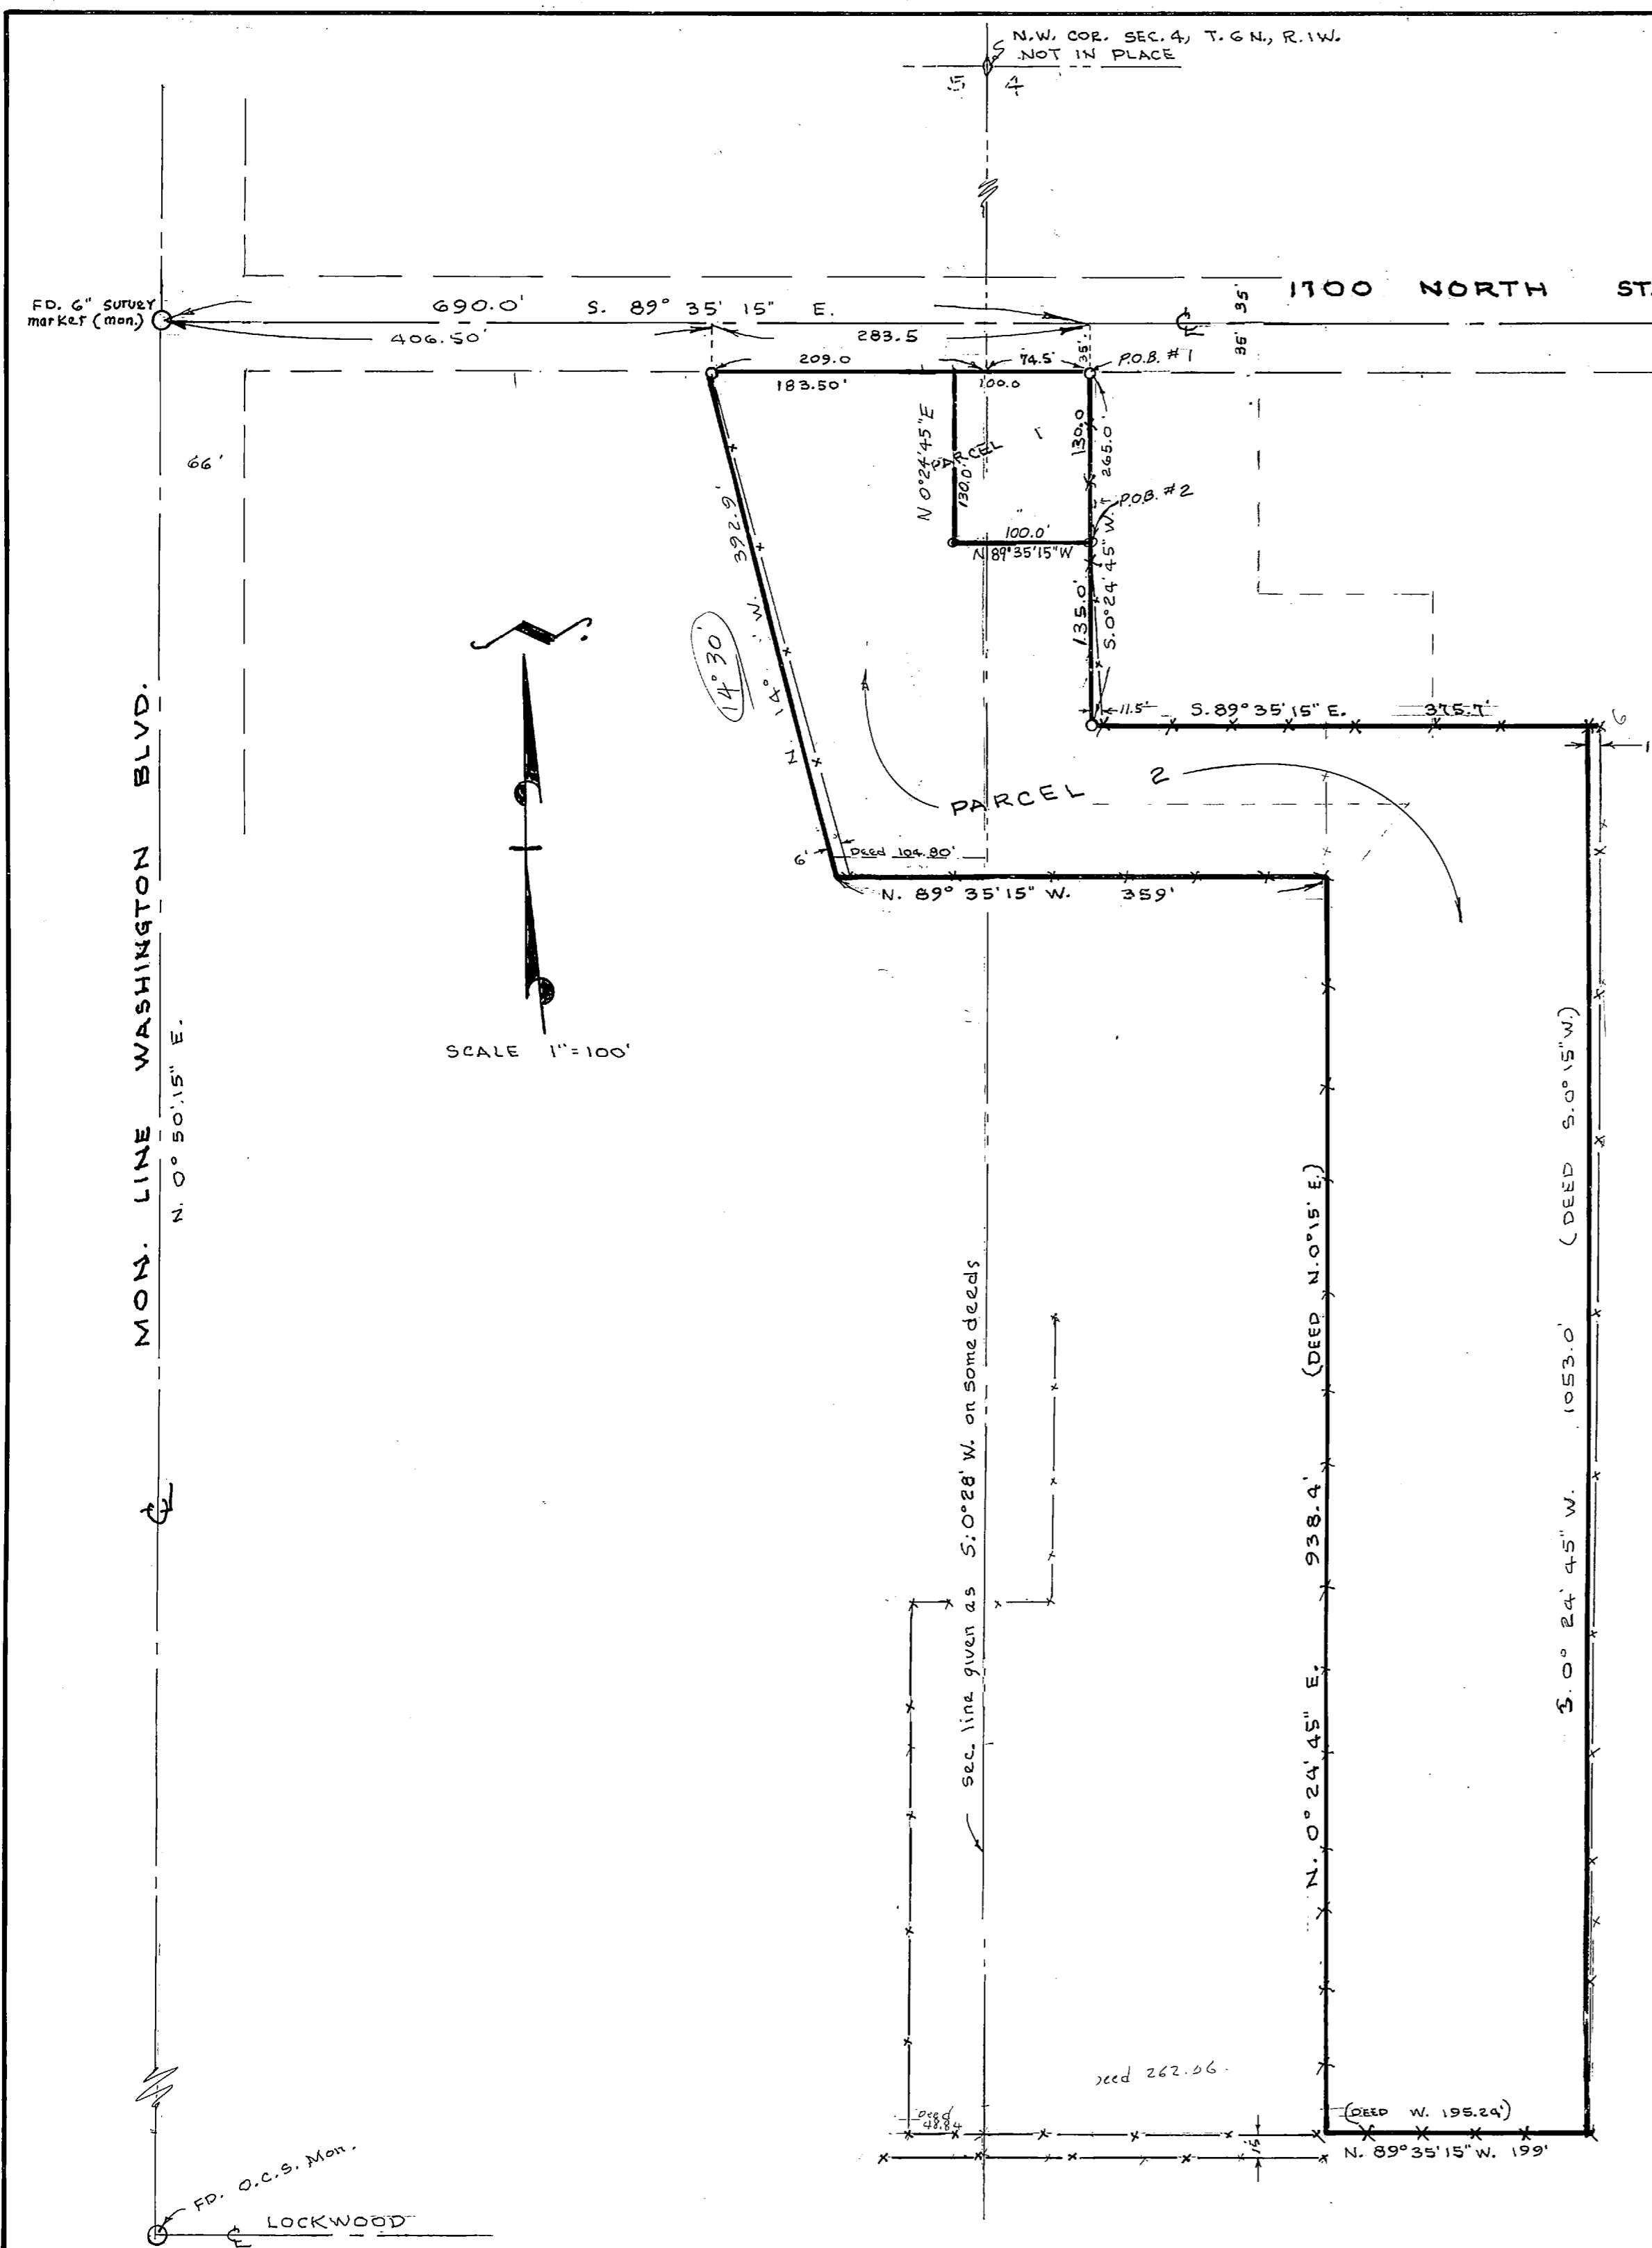 N.W. COR. SEC. 4, T. 6 N., R. 1W.
NOT IN PLACE
5 4
1700 NORTH ST.
FD. 6" survey
market (mon.)
690.0' S. 89° 35' 15" E.
406.50' 283.5
35' 35'
209.0 74.5' 35' P.O.B. #1
183.50' 100.0
66'
N 0°24'45"E
130.0'
PARCEL 1
130.0
265.0'
S.0°24'45"W.
P.O.B. #2
100.0'
N 89°35'15"W
135.0'
392.9'
N. 14° ' W.
14° 30'
11.5' S. 89° 35' 15" E. 375.7'
6
1
PARCEL 2
6' Deed 104.80'
N. 89° 35' 15" W. 359'
SCALE 1"=100'
MON. LINE WASHINGTON BLVD.
N. 0° 50' 15" E.
sec. line given as S.0°28' W. on some deeds
N. 0° 24' 45" E. 938.4' (DEED N.0°15' E.)
S. 0° 24' 45" W. 1053.0' (DEED S.0°15"W.)
Deed
48.84
15'
(DEED W. 195.24')
N. 89° 35' 15" W. 199'
FD. O.C.S. Mon.
LOCKWOOD